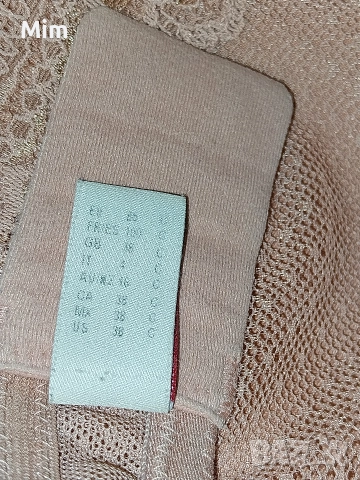 Mim
EU 85 C
FR/ES 100 C
GB 38 C
IT 4 C
AU/NZ 16 C
CA 38 C
MX 38 C
US 38 C